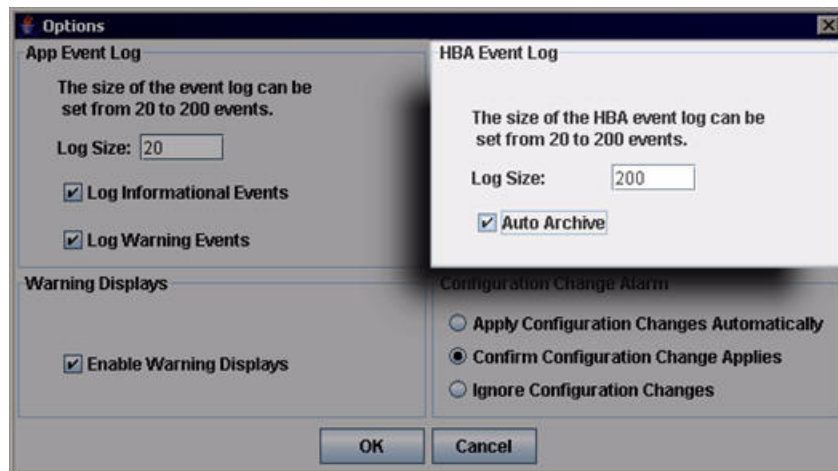 Options
App Event Log
The size of the event log can be
set from 20 to 200 events.
Log Size: 20
Log Informational Events
Log Warning Events
HBA Event Log
The size of the HBA event log can be
set from 20 to 200 events.
Log Size: 200
Auto Archive
Warning Displays
Enable Warning Displays
Configuration Change Alarm
Apply Configuration Changes Automatically
Confirm Configuration Change Applies
Ignore Configuration Changes
OK
Cancel